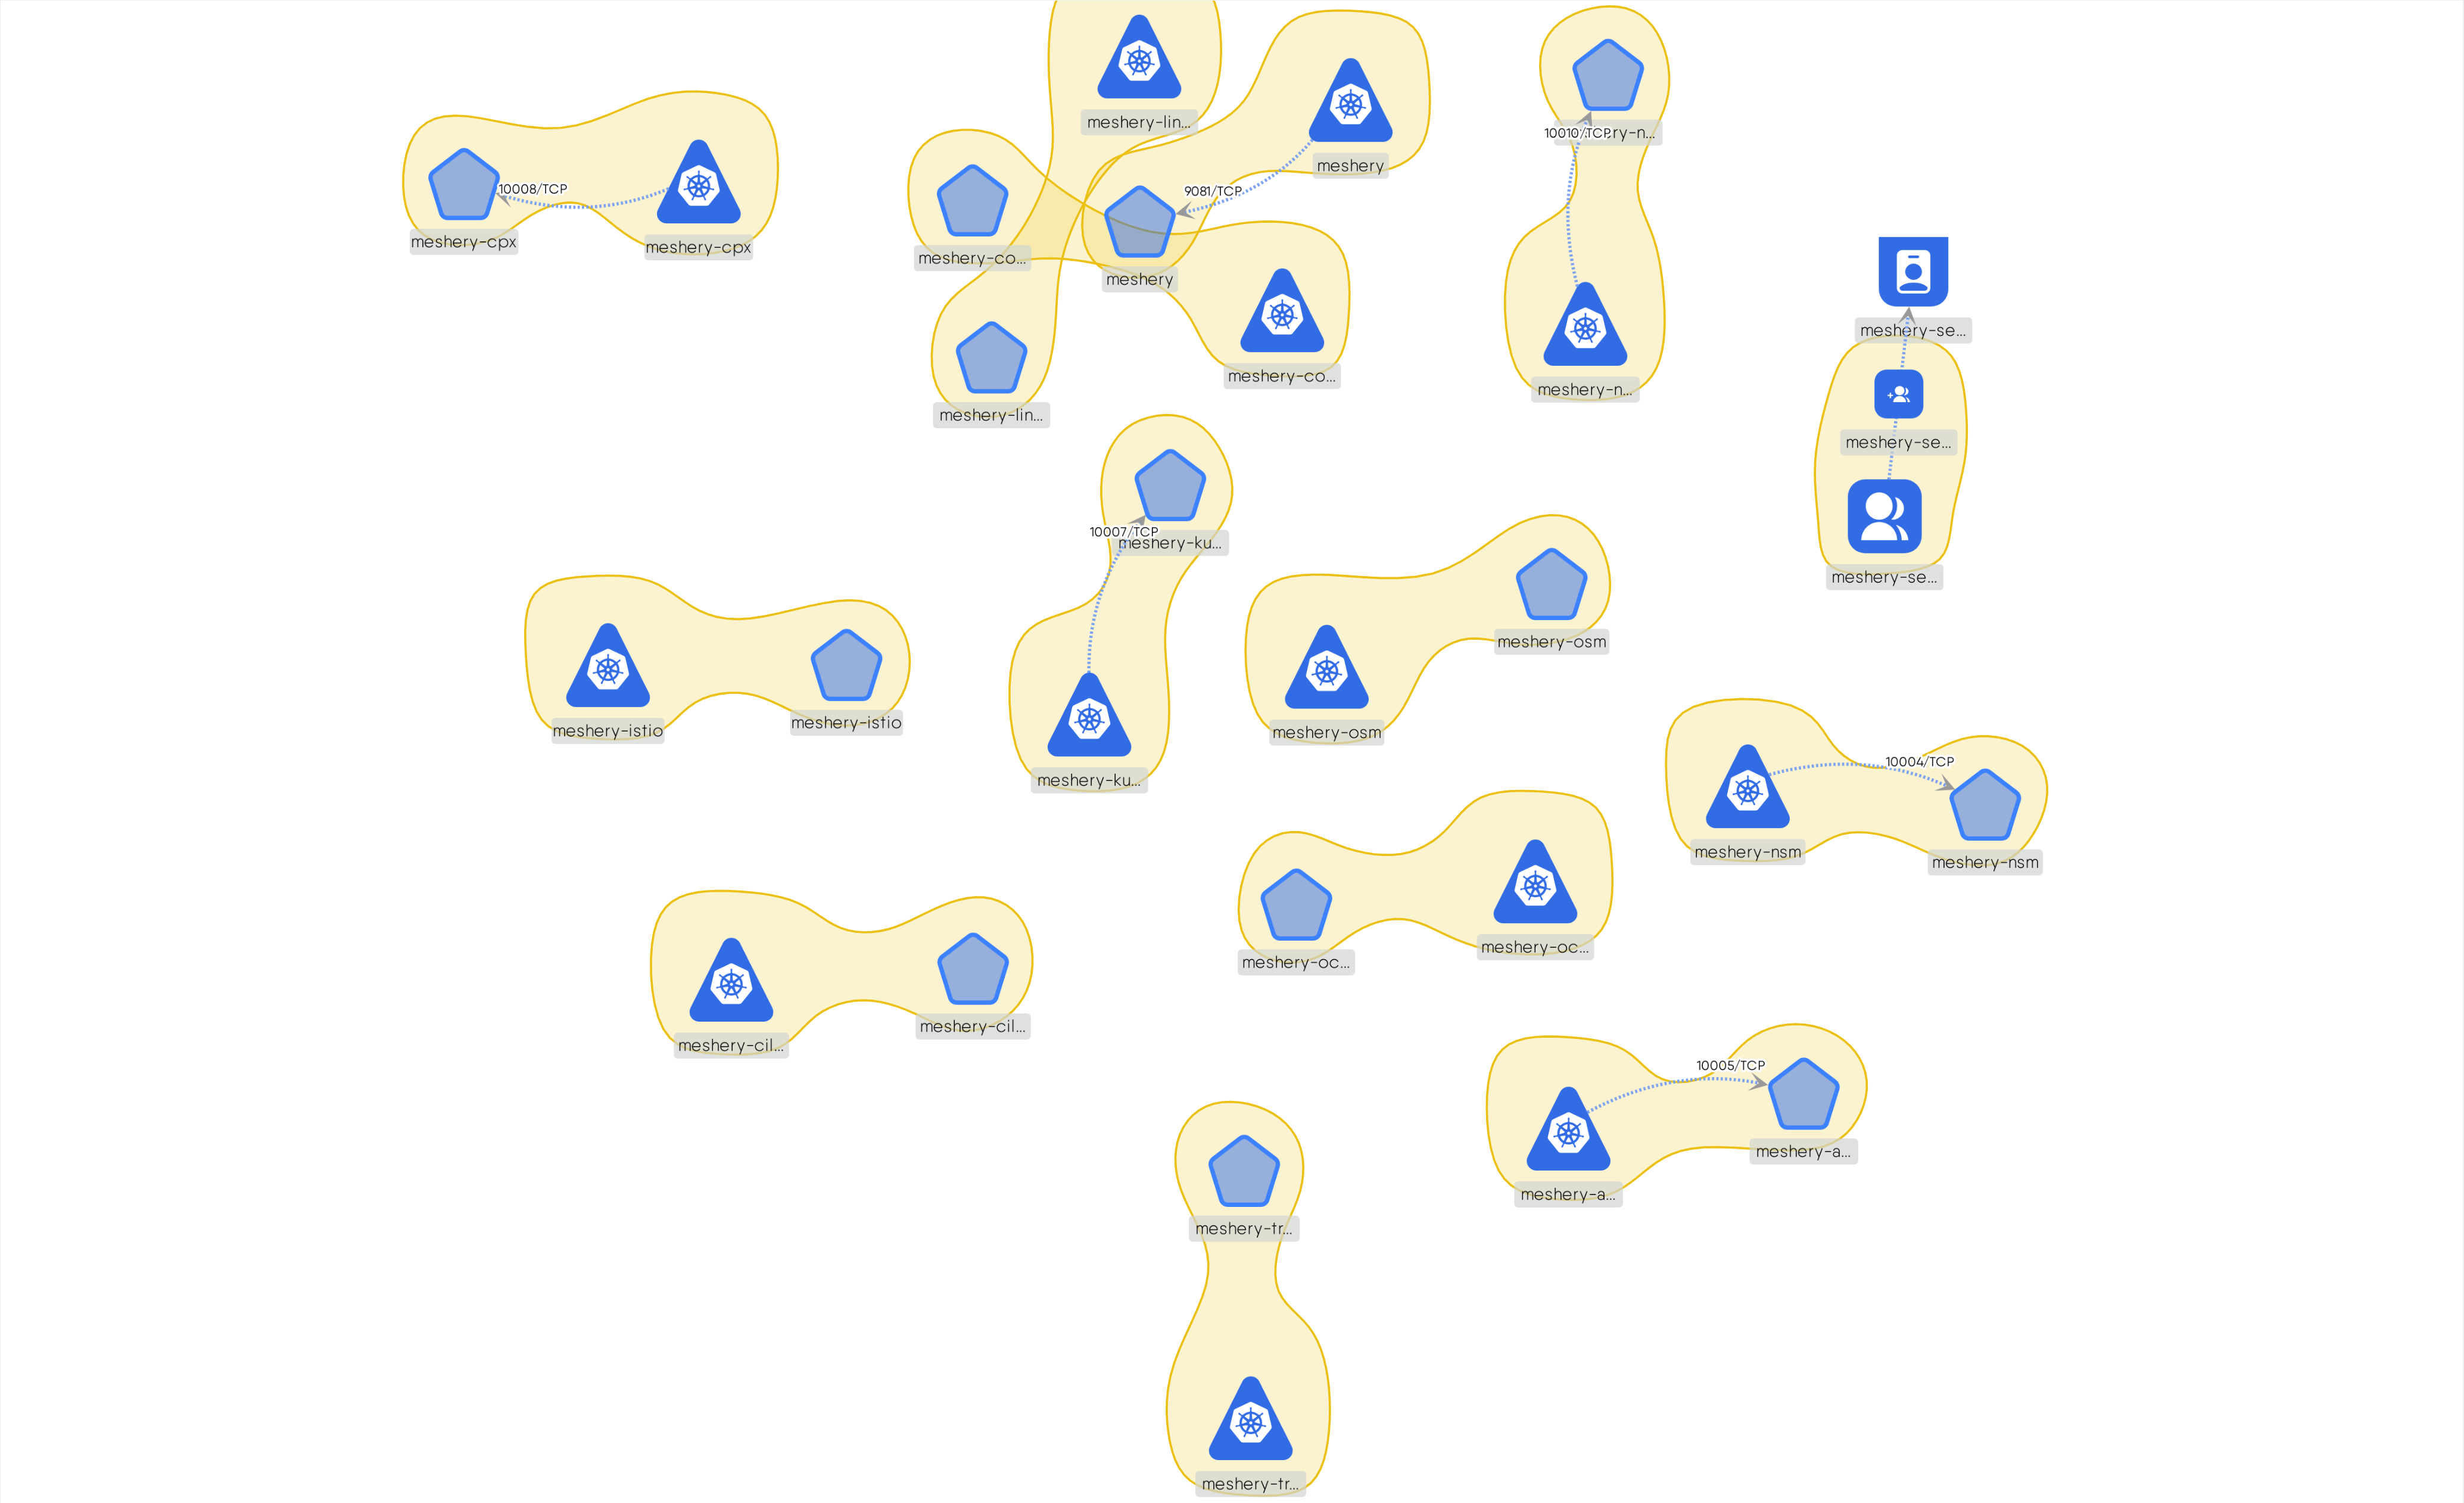 meshery-lin...
meshery
10010/TCP
ry-n...
10008/TCP
9081/TCP
meshery-cpx
meshery-cpx
meshery-co...
meshery
meshery-se...
meshery-co...
meshery-n...
meshery-lin...
meshery-se...
10007/TCP
meshery-ku...
meshery-se...
meshery-osm
meshery-istio
meshery-istio
meshery-osm
10004/TCP
meshery-ku...
meshery-nsm
meshery-nsm
meshery-oc...
meshery-oc...
meshery-cil...
meshery-cil...
10005/TCP
meshery-a...
meshery-a...
meshery-tr...
meshery-tr...